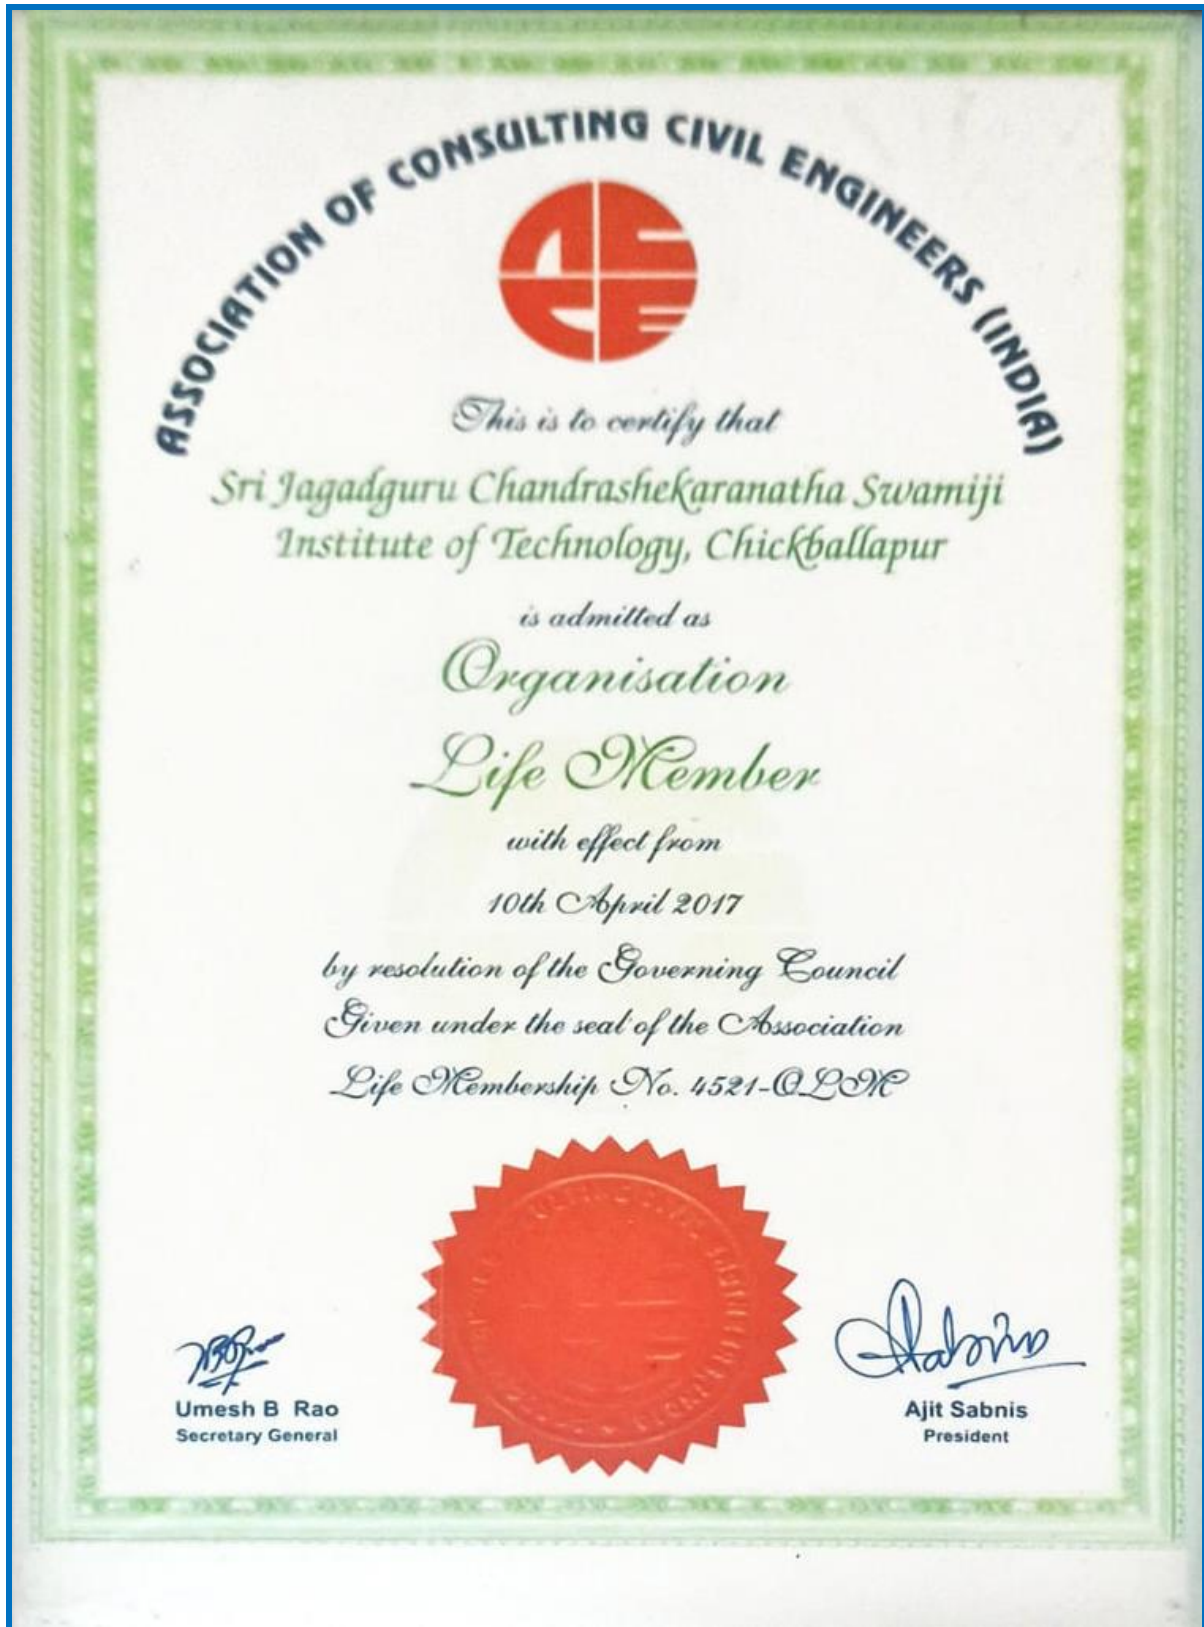 ASSOCIATION OF CONSULTING CIVIL ENGINEERS (INDIA)
ACCE
This is to certify that
Sri Jagadguru Chandrashekaranatha Swamiji
Institute of Technology, Chickballapur
is admitted as
Organisation
Life Member
with effect from
10th April 2017
by resolution of the Governing Council
Given under the seal of the Association
Life Membership No. 4521-OLM
Umesh B Rao
Secretary General
Ajit Sabnis
President